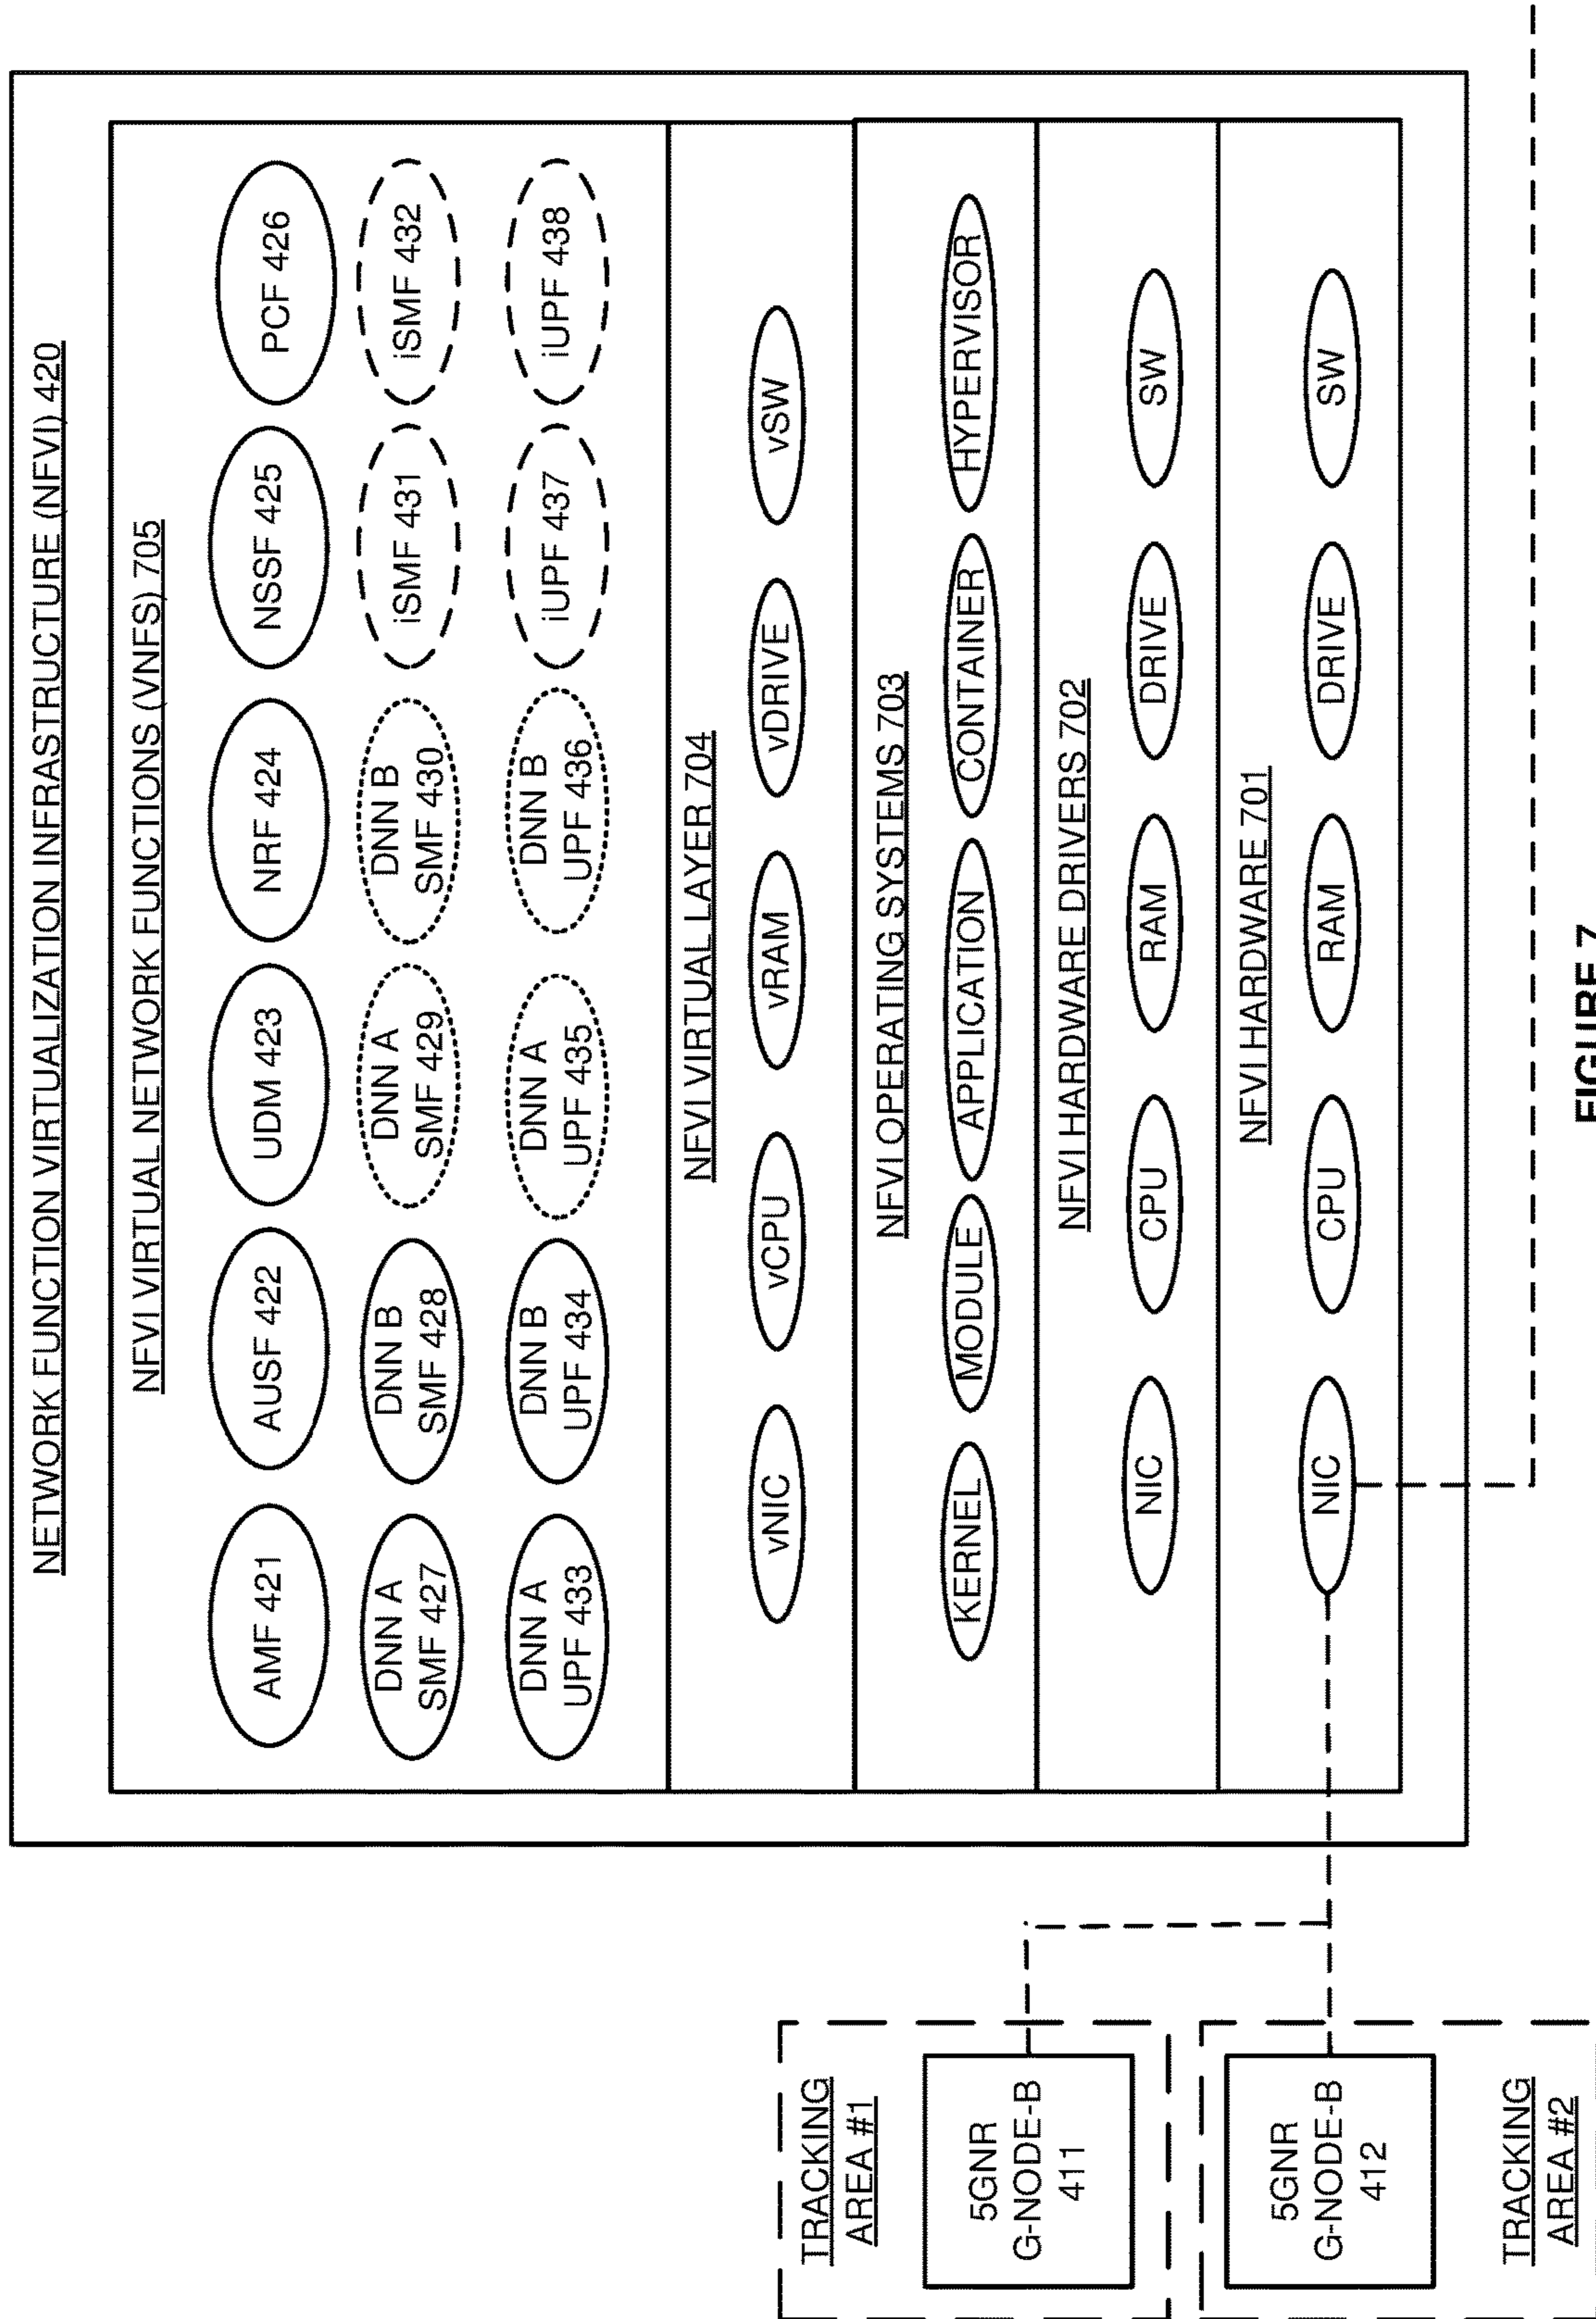 NETWORK FUNCTION VIRTUALIZATION INFRASTRUCTURE (NFVI) 420
NFVI VIRTUAL NETWORK FUNCTIONS (VNFS) 705
AMF 421
AUSF 422
UDM 423
NRF 424
NSSF 425
PCF 426
DNN A
SMF 427
DNN B
SMF 428
DNN A
SMF 429
DNN B
SMF 430
iSMF 431
iSMF 432
DNN A
UPF 433
DNN B
UPF 434
DNN A
UPF 435
DNN B
UPF 436
iUPF 437
iUPF 438
NFVI VIRTUAL LAYER 704
vNIC
vCPU
vRAM
vDRIVE
vSW
NFVI OPERATING SYSTEMS 703
KERNEL
MODULE
APPLICATION
CONTAINER
HYPERVISOR
NFVI HARDWARE DRIVERS 702
NIC
CPU
RAM
DRIVE
SW
NFVI HARDWARE 701
NIC
CPU
RAM
DRIVE
SW
TRACKING
AREA #1
5GNR
G-NODE-B
411
5GNR
G-NODE-B
412
TRACKING
AREA #2
FIGURE 7